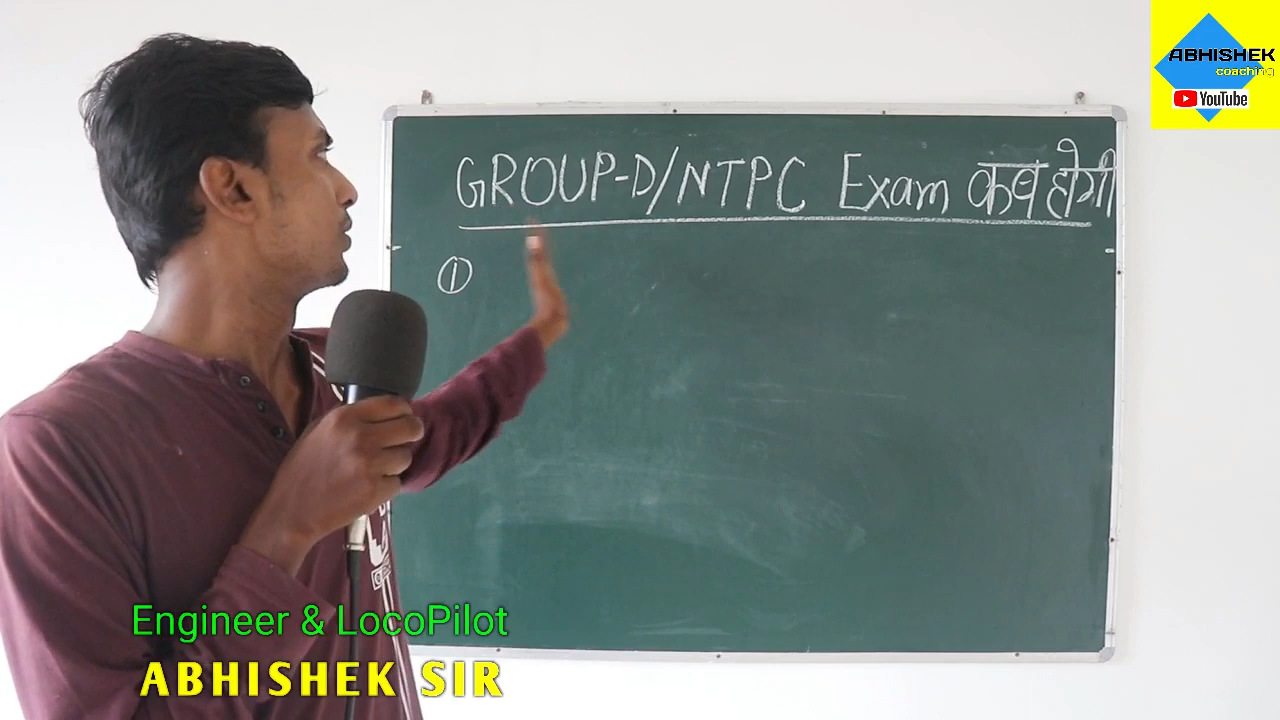 ABHISHEK
coaching
YouTube
GROUP-D/NTPC Exam कब होगी
①
Engineer & LocoPilot
ABHISHEK SIR